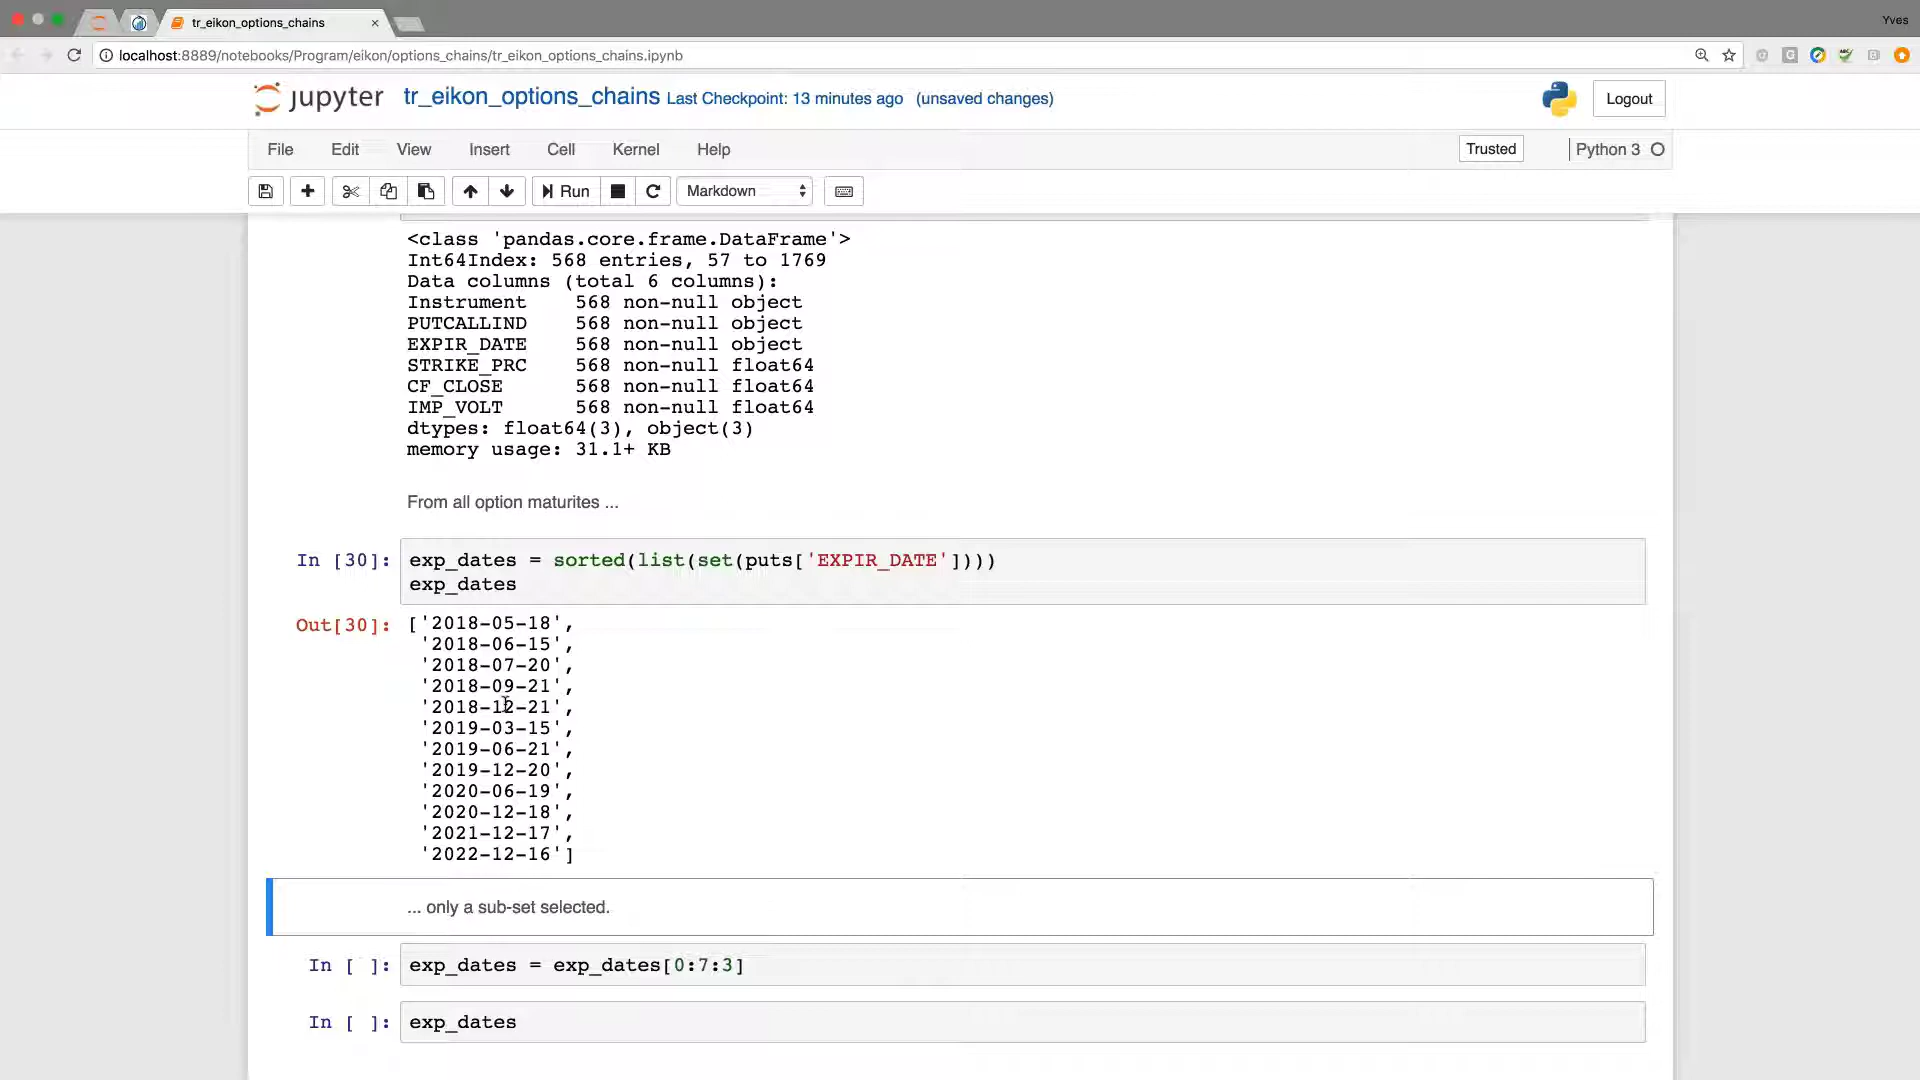 tr_eikon_options_chains
Yves
localhost:8889/notebooks/Program/eikon/options_chains/tr_eikon_options_chains.ipynb
jupyter tr_eikon_options_chains Last Checkpoint: 13 minutes ago (unsaved changes)
Logout
File Edit View Insert Cell Kernel Help
Trusted Python 3
Run Markdown
<class 'pandas.core.frame.DataFrame'>
Int64Index: 568 entries, 57 to 1769
Data columns (total 6 columns):
Instrument 568 non-null object
PUTCALLIND 568 non-null object
EXPIR_DATE 568 non-null object
STRIKE_PRC 568 non-null float64
CF_CLOSE 568 non-null float64
IMP_VOLT 568 non-null float64
dtypes: float64(3), object(3)
memory usage: 31.1+ KB
From all option maturites ...
In [30]: exp_dates = sorted(list(set(puts['EXPIR_DATE'])))
exp_dates
Out[30]: ['2018-05-18',
'2018-06-15',
'2018-07-20',
'2018-09-21',
'2018-12-21',
'2019-03-15',
'2019-06-21',
'2019-12-20',
'2020-06-19',
'2020-12-18',
'2021-12-17',
'2022-12-16']
... only a sub-set selected.
In [ ]: exp_dates = exp_dates[0:7:3]
In [ ]: exp_dates